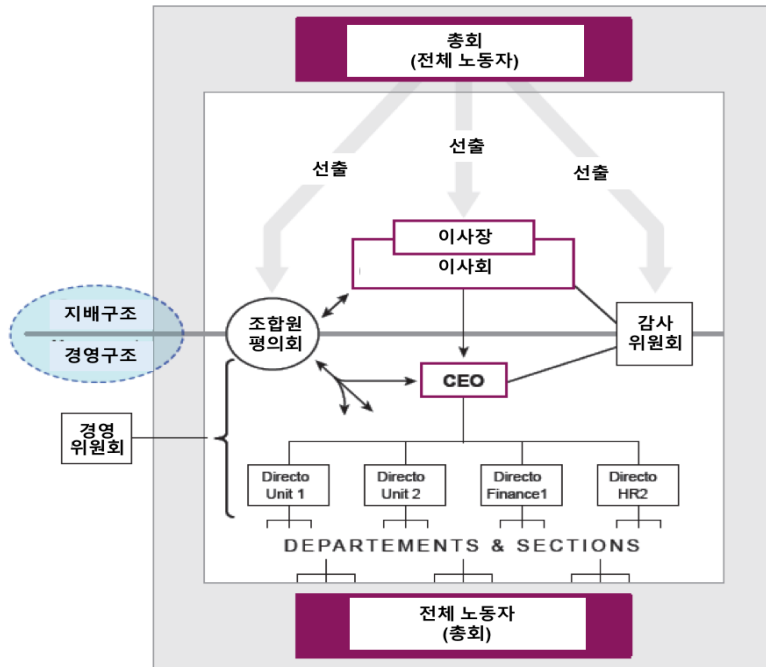 총회
(전체 노동자)
선출
선출
선출
이사장
이사회
지배구조
경영구조
조합원
평의회
감사
위원회
CEO
경영
위원회
Directo
Unit 1
Directo
Unit 2
Directo
Finance1
Directo
HR2
DEPARTEMENTS & SECTIONS
전체 노동자
(총회)